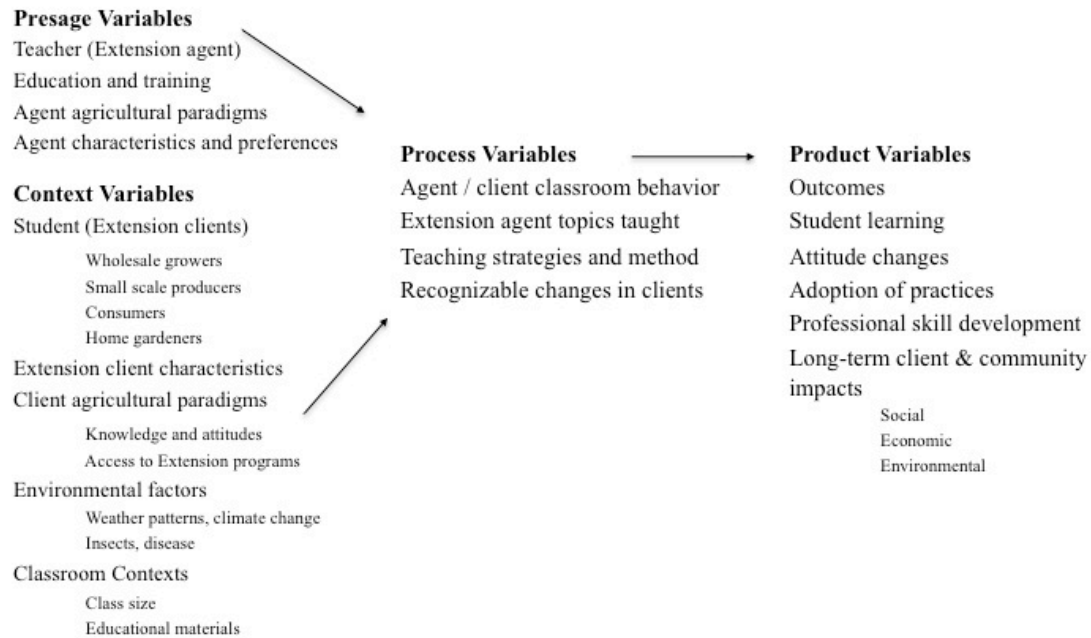 Presage Variables
Teacher (Extension agent)
Education and training
Agent agricultural paradigms
Agent characteristics and preferences
Context Variables
Student (Extension clients)
Wholesale growers
Small scale producers
Consumers
Home gardeners
Extension client characteristics
Client agricultural paradigms
Knowledge and attitudes
Access to Extension programs
Environmental factors
Weather patterns, climate change
Insects, disease
Classroom Contexts
Class size
Educational materials
Process Variables
Agent / client classroom behavior
Extension agent topics taught
Teaching strategies and method
Recognizable changes in clients
Product Variables
Outcomes
Student learning
Attitude changes
Adoption of practices
Professional skill development
Long-term client & community
impacts
Social
Economic
Environmental